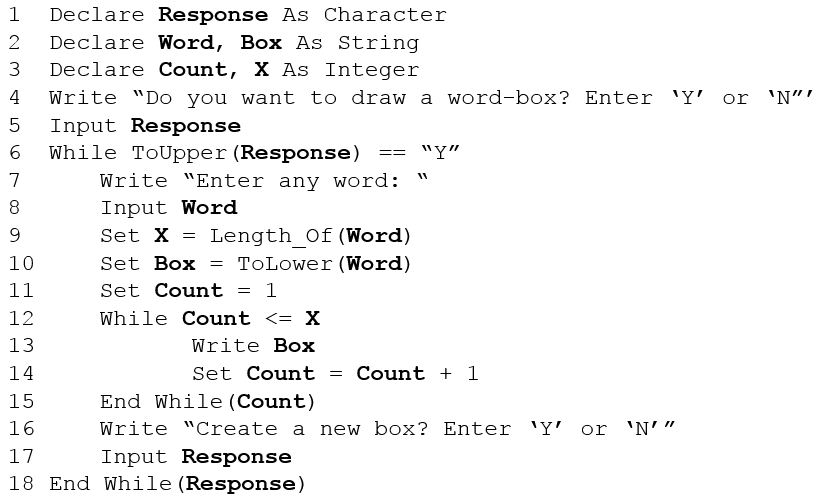 1 Declare Response As Character
2 Declare Word, Box As String
3 Declare Count, X As Integer
4 Write “Do you want to draw a word-box? Enter ‘Y’ or ‘N”’
5 Input Response
6 While ToUpper(Response) == “Y”
7 Write “Enter any word: “
8 Input Word
9 Set X = Length_Of(Word)
10 Set Box = ToLower(Word)
11 Set Count = 1
12 While Count <= X
13 Write Box
14 Set Count = Count + 1
15 End While(Count)
16 Write “Create a new box? Enter ‘Y’ or ‘N’”
17 Input Response
18 End While(Response)